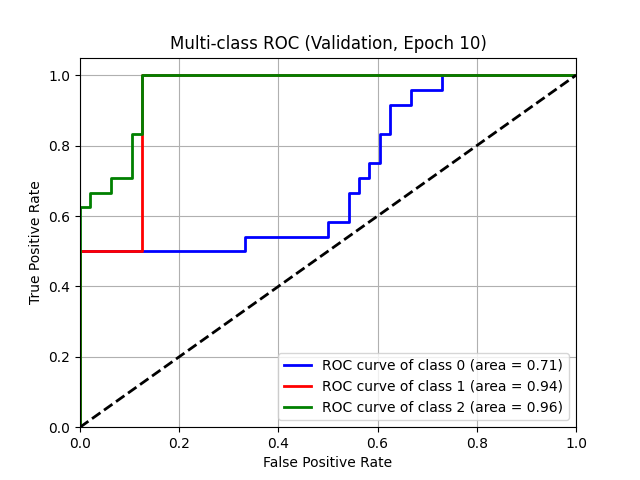 Multi-class ROC (Validation, Epoch 10)
True Positive Rate
1.0
0.8
0.6
0.4
0.2
0.0
0.0 0.2 0.4 0.6 0.8 1.0
False Positive Rate
ROC curve of class 0 (area = 0.71)
ROC curve of class 1 (area = 0.94)
ROC curve of class 2 (area = 0.96)